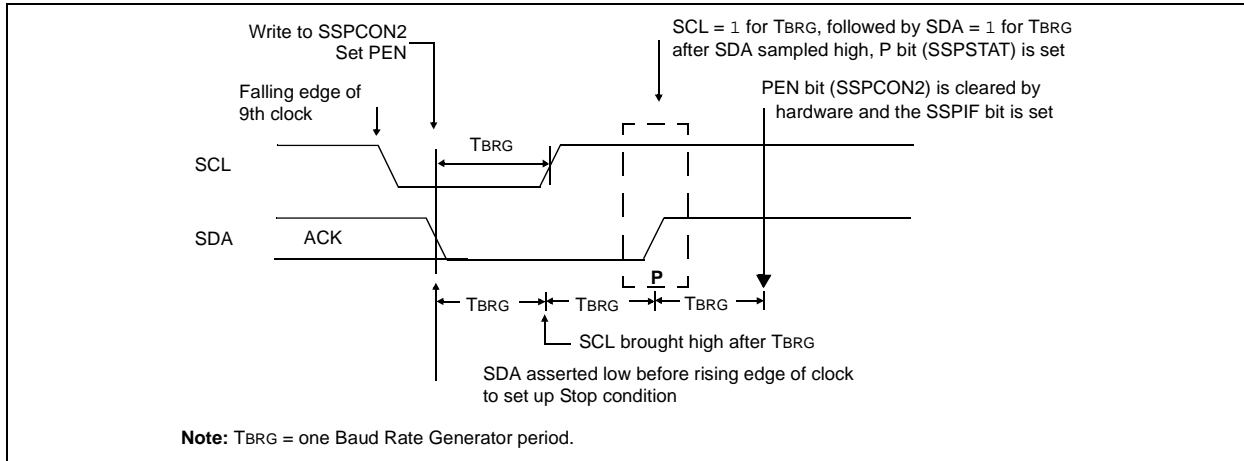 Write to SSPCON2
Set PEN
SCL = 1 for TBRG, followed by SDA = 1 for TBRG
after SDA sampled high, P bit (SSPSTAT) is set
Falling edge of
9th clock
PEN bit (SSPCON2) is cleared by
hardware and the SSPIF bit is set
TBRG
SCL
SDA
ACK
P
TBRG
TBRG
TBRG
SCL brought high after TBRG
SDA asserted low before rising edge of clock
to set up Stop condition
Note: TBRG = one Baud Rate Generator period.